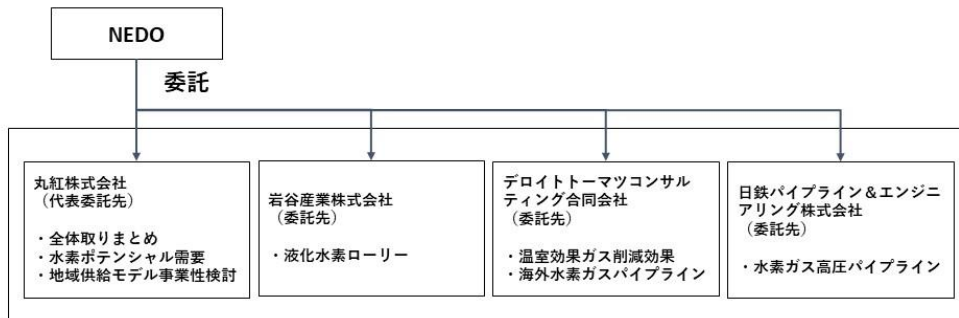 NEDO
委託
丸紅株式会社
（代表委託先）
・全体取りまとめ
・水素ポテンシャル需要
・地域供給モデル事業性検討
岩谷産業株式会社
（委託先）
・液化水素ローリー
デロイトトーマツコンサル
ティング合同会社
（委託先）
・温室効果ガス削減効果
・海外水素ガスパイプライン
日鉄パイプライン＆エンジニ
アリング株式会社
（委託先）
・水素ガス高圧パイプライン